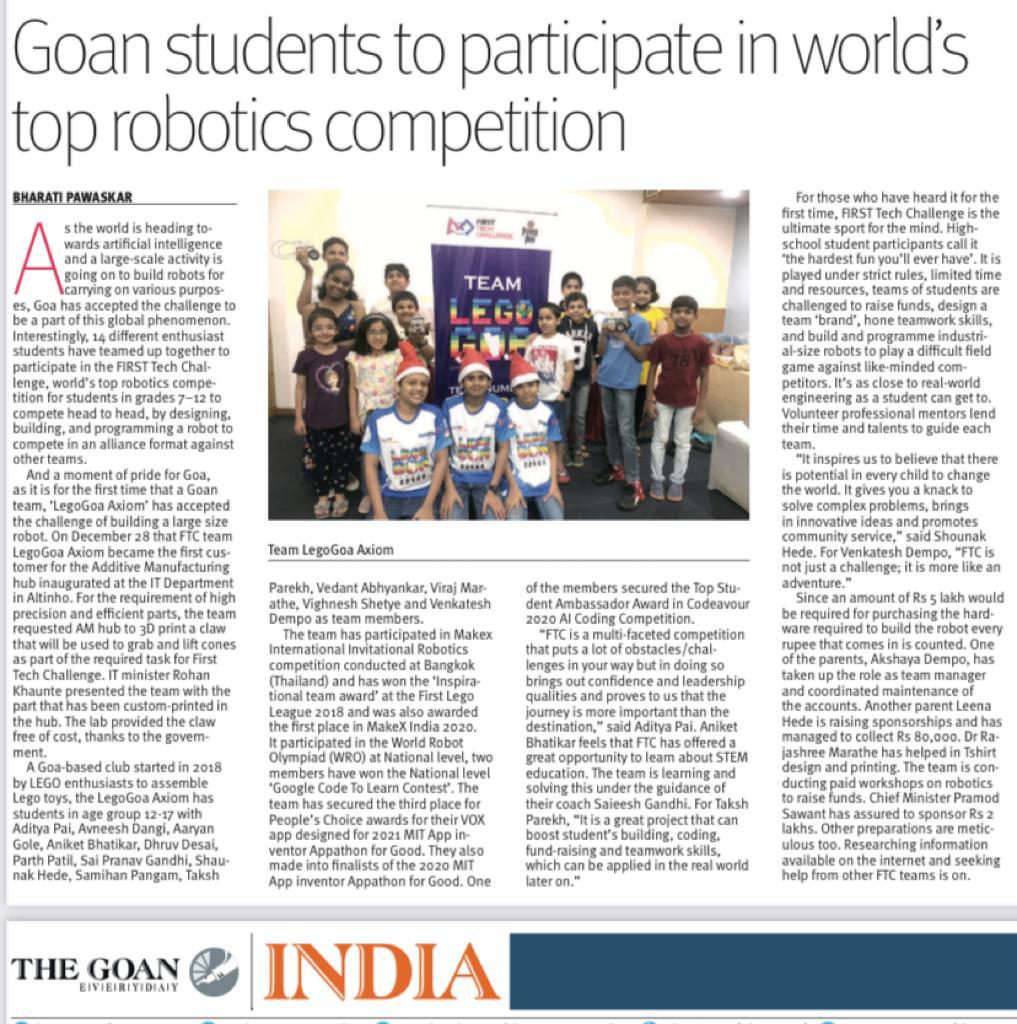 Goan students to participate in world's
top robotics competition
BHARATI PAWASKAR
As the world is heading to-
wards artificial intelligence
and a large-scale activity is
going on to build robots for
carrying on various purpos-
es, Goa has accepted the challenge to
be a part of this global phenomenon.
Interestingly, 14 different enthusiast
students have teamed up together to
participate in the FIRST Tech Chal-
lenge, world's top robotics compe-
tition for students in grades 7–12 to
compete head to head, by designing,
building, and programming a robot to
compete in an alliance format against
other teams.
And a moment of pride for Goa,
as it is for the first time that a Goan
team, 'LegoGoa Axiom' has accepted
the challenge of building a large size
robot. On December 28 that FTC team
LegoGoa Axiom became the first cus-
tomer for the Additive Manufacturing
hub inaugurated at the IT Department
in Altinho. For the requirement of high
precision and efficient parts, the team
requested AM hub to 3D print a claw
that will be used to grab and lift cones
as part of the required task for First
Tech Challenge. IT minister Rohan
Khaunte presented the team with the
part that has been custom-printed in
the hub. The lab provided the claw
free of cost, thanks to the govern-
ment.
A Goa-based club started in 2018
by LEGO enthusiasts to assemble
Lego toys, the LegoGoa Axiom has
students in age group 12-17 with
Aditya Pai, Avneesh Dangi, Aaryan
Gole, Aniket Bhatikar, Dhruv Desai,
Parth Patil, Sai Pranav Gandhi, Shau-
nak Hede, Samihan Pangam, Taksh
FIRST
TECH
CHALLENGE
TEAM
LEGO
GOA
Team LegoGoa Axiom
Parekh, Vedant Abhyankar, Viraj Mar-
athe, Vighnesh Shetye and Venkatesh
Dempo as team members.
The team has participated in Makex
International Invitational Robotics
competition conducted at Bangkok
(Thailand) and has won the 'Inspira-
tional team award' at the First Lego
League 2018 and was also awarded
the first place in MakeX India 2020.
It participated in the World Robot
Olympiad (WRO) at National level, two
members have won the National level
'Google Code To Learn Contest'. The
team has secured the third place for
People's Choice awards for their VOX
app designed for 2021 MIT App in-
ventor Appathon for Good. They also
made into finalists of the 2020 MIT
App inventor Appathon for Good. One
of the members secured the Top Stu-
dent Ambassador Award in Codeavour
2020 AI Coding Competition.
"FTC is a multi-faceted competition
that puts a lot of obstacles/chal-
lenges in your way but in doing so
brings out confidence and leadership
qualities and proves to us that the
journey is more important than the
destination," said Aditya Pai. Aniket
Bhatikar feels that FTC has offered a
great opportunity to learn about STEM
education. The team is learning and
solving this under the guidance of
their coach Saieesh Gandhi. For Taksh
Parekh, "It is a great project that can
boost student's building, coding,
fund-raising and teamwork skills,
which can be applied in the real world
later on."
For those who have heard it for the
first time, FIRST Tech Challenge is the
ultimate sport for the mind. High-
school student participants call it
'the hardest fun you'll ever have'. It is
played under strict rules, limited time
and resources, teams of students are
challenged to raise funds, design a
team 'brand', hone teamwork skills,
and build and programme industri-
al-size robots to play a difficult field
game against like-minded com-
petitors. It's as close to real-world
engineering as a student can get to.
Volunteer professional mentors lend
their time and talents to guide each
team.
"It inspires us to believe that there
is potential in every child to change
the world. It gives you a knack to
solve complex problems, brings
in innovative ideas and promotes
community service," said Shounak
Hede. For Venkatesh Dempo, "FTC is
not just a challenge; it is more like an
adventure."
Since an amount of Rs 5 lakh would
be required for purchasing the hard-
ware required to build the robot every
rupee that comes in is counted. One
of the parents, Akshaya Dempo, has
taken up the role as team manager
and coordinated maintenance of
the accounts. Another parent Leena
Hede is raising sponsorships and has
managed to collect Rs 80,000. Dr Ra-
jashree Marathe has helped in Tshirt
design and printing. The team is con-
ducting paid workshops on robotics
to raise funds. Chief Minister Pramod
Sawant has assured to sponsor Rs 2
lakhs. Other preparations are metic-
ulous too. Researching information
available on the internet and seeking
help from other FTC teams is on.
THE GOAN
EVERYDAY
INDIA